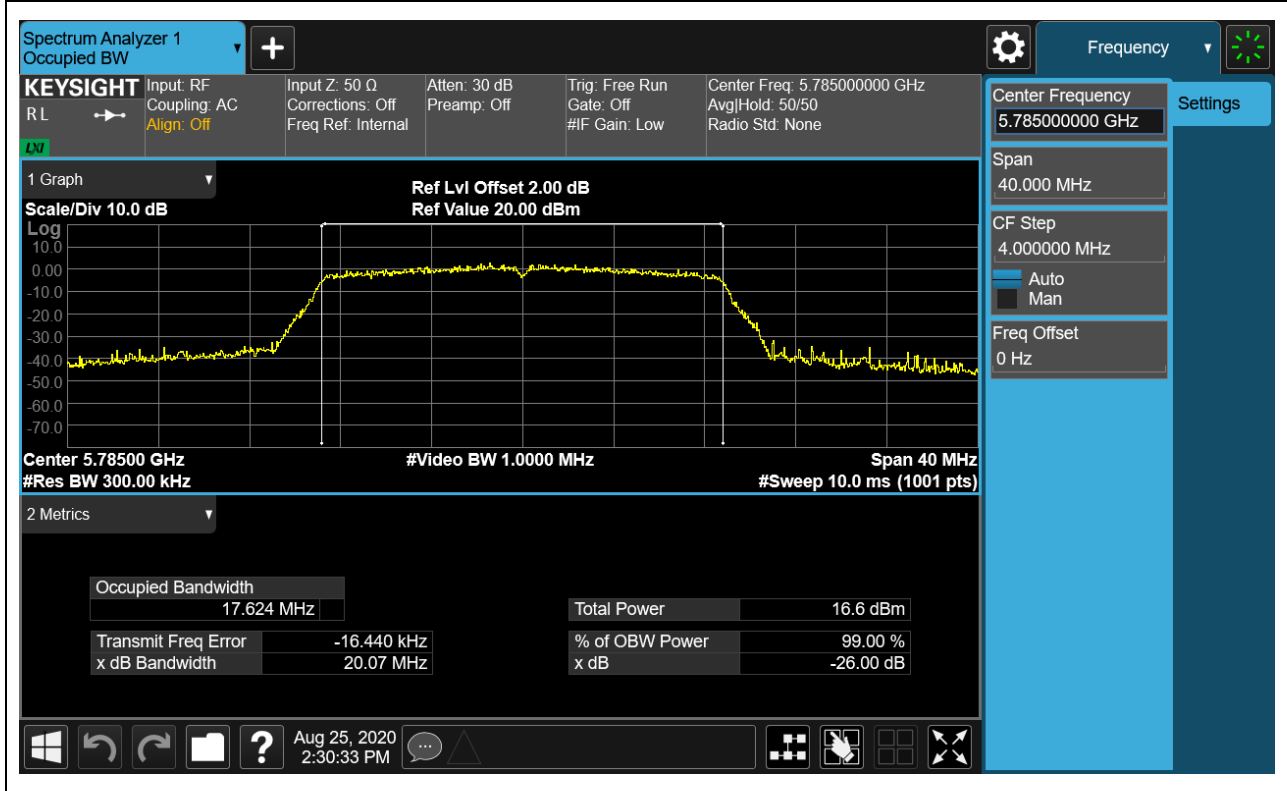 Spectrum Analyzer 1
Occupied BW
Frequency
KEYSIGHT
R L
LXI
Input: RF
Coupling: AC
Align: Off
Input Z: 50 Ω
Corrections: Off
Freq Ref: Internal
Atten: 30 dB
Preamp: Off
Trig: Free Run
Gate: Off
#IF Gain: Low
Center Freq: 5.785000000 GHz
Avg|Hold: 50/50
Radio Std: None
Center Frequency
5.785000000 GHz
Settings
Span
40.000 MHz
CF Step
4.000000 MHz
Auto
Man
Freq Offset
0 Hz
1 Graph
Scale/Div 10.0 dB
Ref Lvl Offset 2.00 dB
Ref Value 20.00 dBm
Log
10.0
0.00
-10.0
-20.0
-30.0
-40.0
-50.0
-60.0
-70.0
Center 5.78500 GHz
#Video BW 1.0000 MHz
Span 40 MHz
#Res BW 300.00 kHz
#Sweep 10.0 ms (1001 pts)
2 Metrics
Occupied Bandwidth
17.624 MHz
Total Power 16.6 dBm
Transmit Freq Error -16.440 kHz
% of OBW Power 99.00 %
x dB Bandwidth 20.07 MHz
x dB -26.00 dB
?
Aug 25, 2020
2:30:33 PM